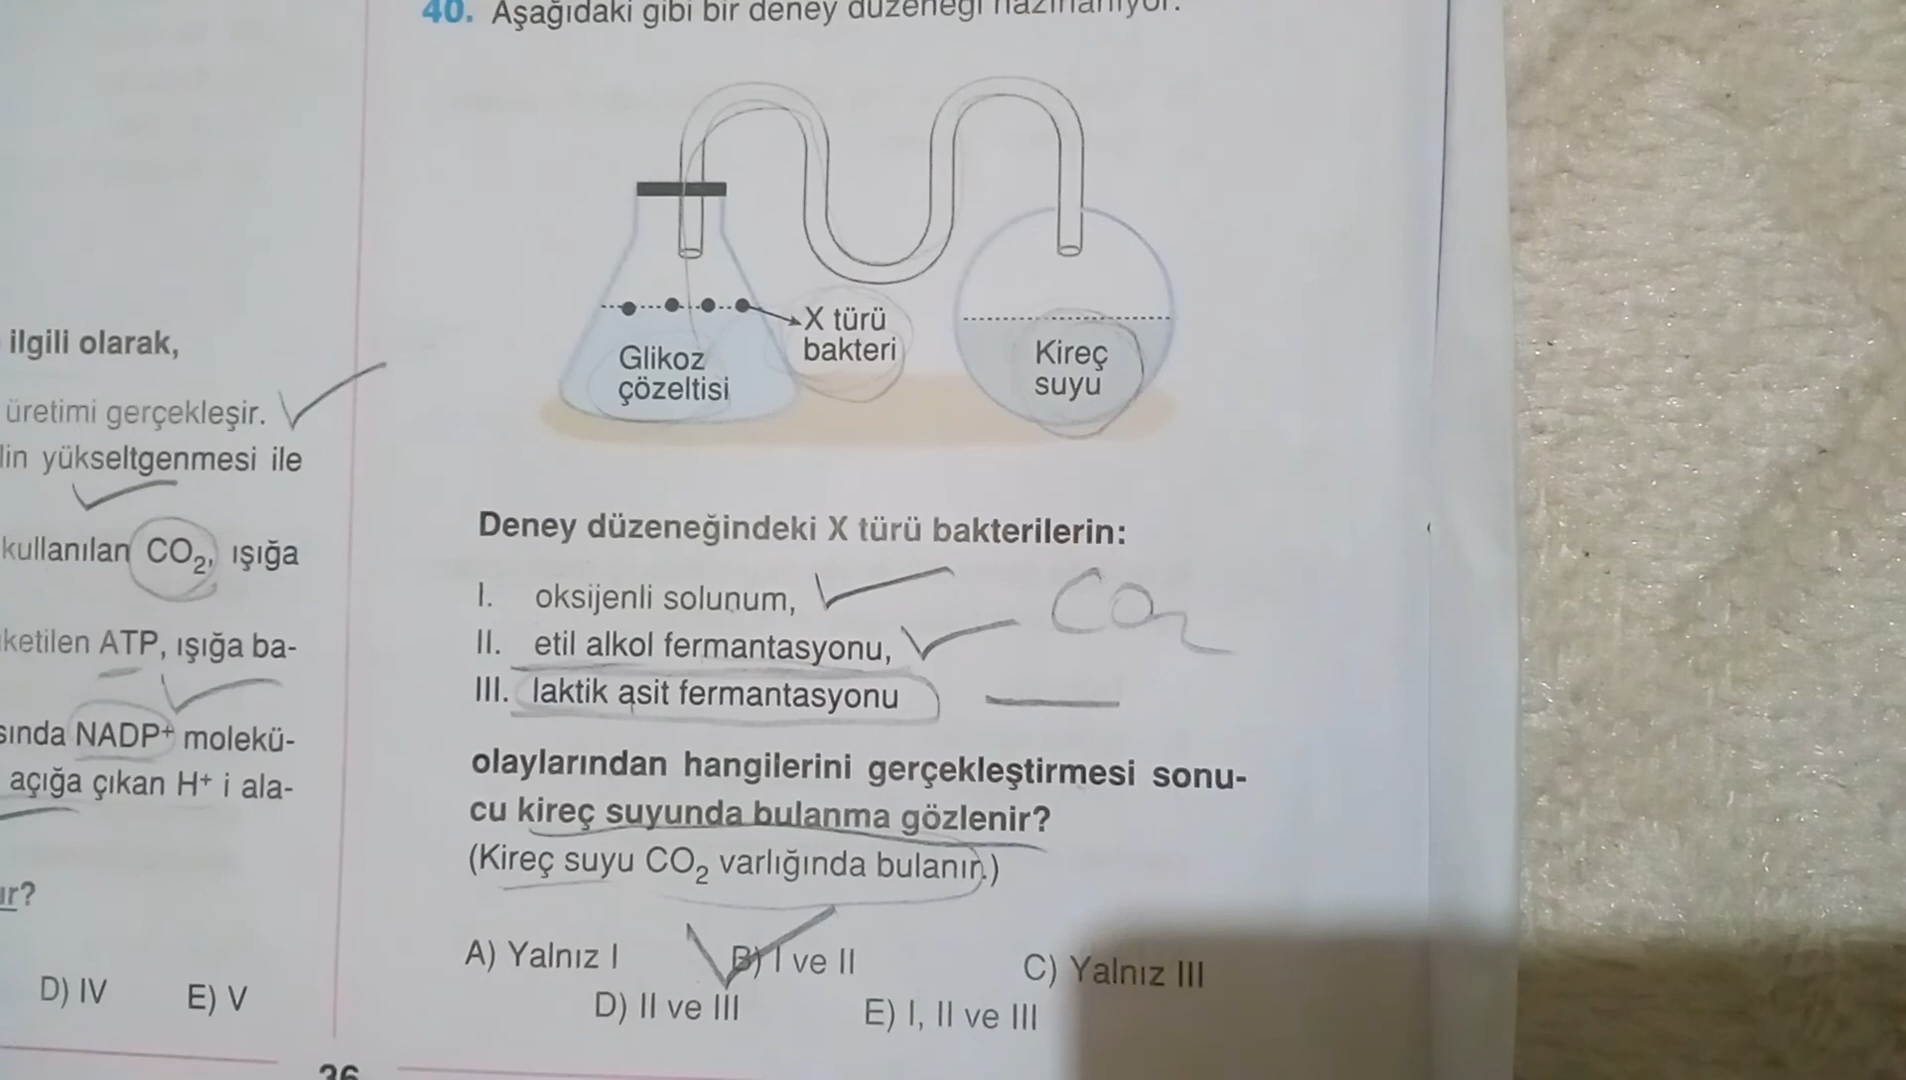 ilgili olarak,
üretimi gerçekleşir.
lin yükseltgenmesi ile
kullanılan CO₂, ışığa
ketilen ATP, ışığa ba-
sında NADP⁺ molekü-
açığa çıkan H⁺ i ala-
ır?
D) IV E) V
40. Aşağıdaki gibi bir deney düzeneği hazırlanıyor.
X türü
bakteri
Glikoz
çözeltisi
Kireç
suyu
Deney düzeneğindeki X türü bakterilerin:
I. oksijenli solunum,
II. etil alkol fermantasyonu,
III. laktik asit fermantasyonu
CO₂
olaylarından hangilerini gerçekleştirmesi sonu-
cu kireç suyunda bulanma gözlenir?
(Kireç suyu CO₂ varlığında bulanır.)
A) Yalnız I B) I ve II C) Yalnız III
D) II ve III E) I, II ve III
36